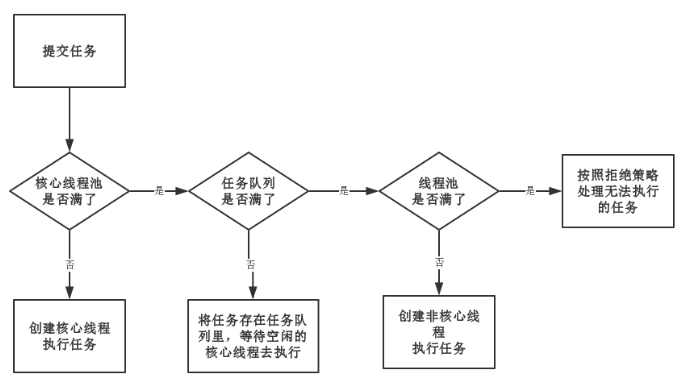 提交任务
核心线程池
是否满了
是
任务队列
是否满了
是
线程池
是否满了
是
按照拒绝策略
处理无法执行
的任务
否
否
否
创建核心线程
执行任务
将任务存在任务队
列里，等待空闲的
核心线程去执行
创建非核心线
程
执行任务